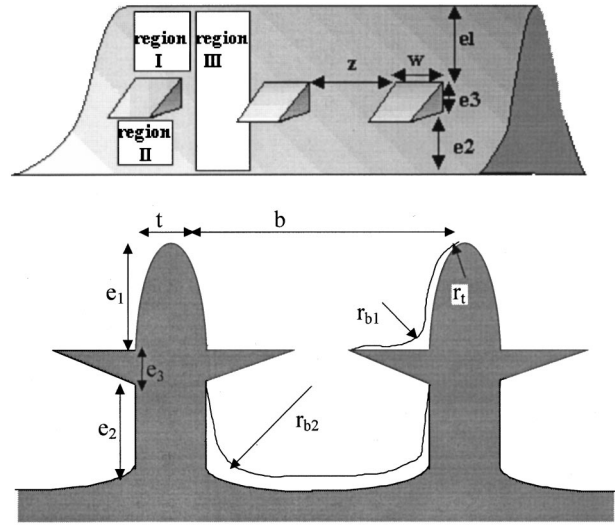 region
I
region
III
region
II
z
w
el
e3
e2
t
b
e1
e3
e2
rb1
rt
rb2